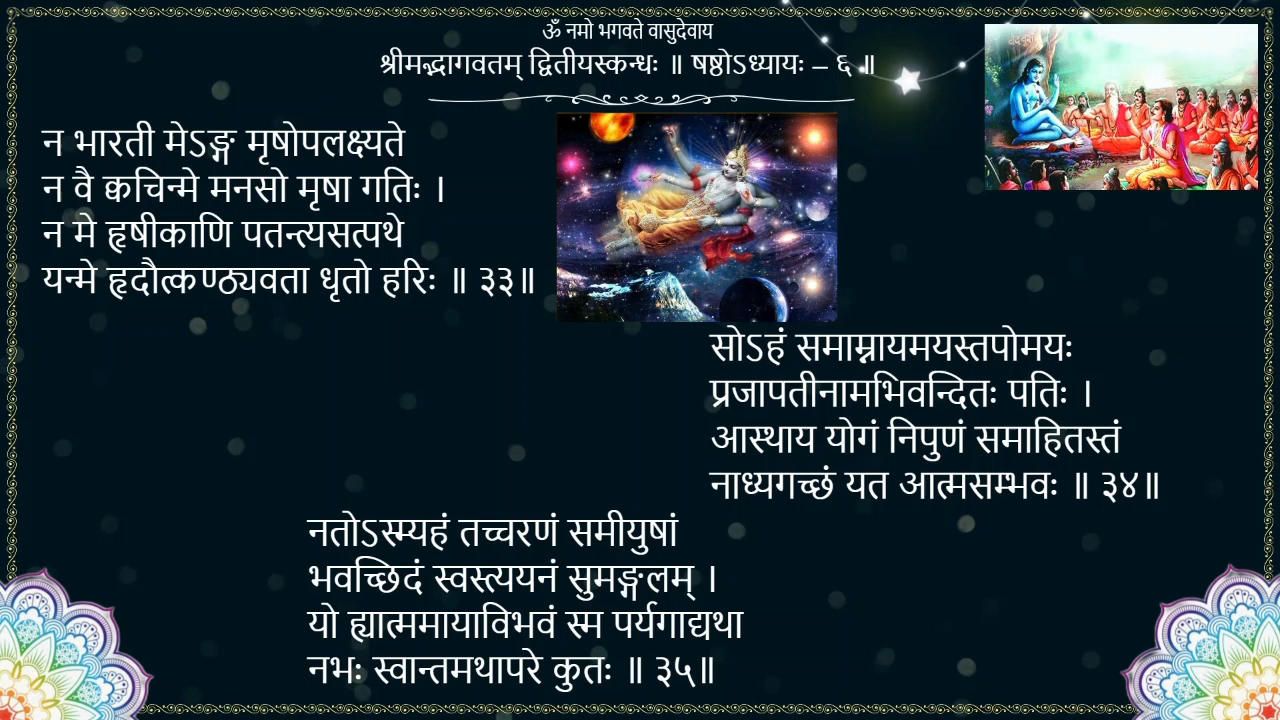 ॐ नमो भगवते वासुदेवाय
श्रीमद्भागवतम् द्वितीयस्कन्धः ॥ षष्ठोऽध्यायः – ६ ॥
न भारती मेऽङ्ग मृषोपलक्ष्यते
न वै क्वचिन्मे मनसो मृषा गतिः ।
न मे हृषीकाणि पतन्त्यसत्पथे
यन्मे हृदौत्कण्ठ्यवता धृतो हरिः ॥ ३३॥
सोऽहं समाम्नायमयस्तपोमयः
प्रजापतीनामभिवन्दितः पतिः ।
आस्थाय योगं निपुणं समाहितस्तं
नाध्यगच्छं यत आत्मसम्भवः ॥ ३४॥
नतोऽस्म्यहं तच्चरणं समीयुषां
भवच्छिदं स्वस्त्ययनं सुमङ्गलम् ।
यो ह्यात्ममायाविभवं स्म पर्यगाद्यथा
नभः स्वान्तमथापरे कुतः ॥ ३५॥